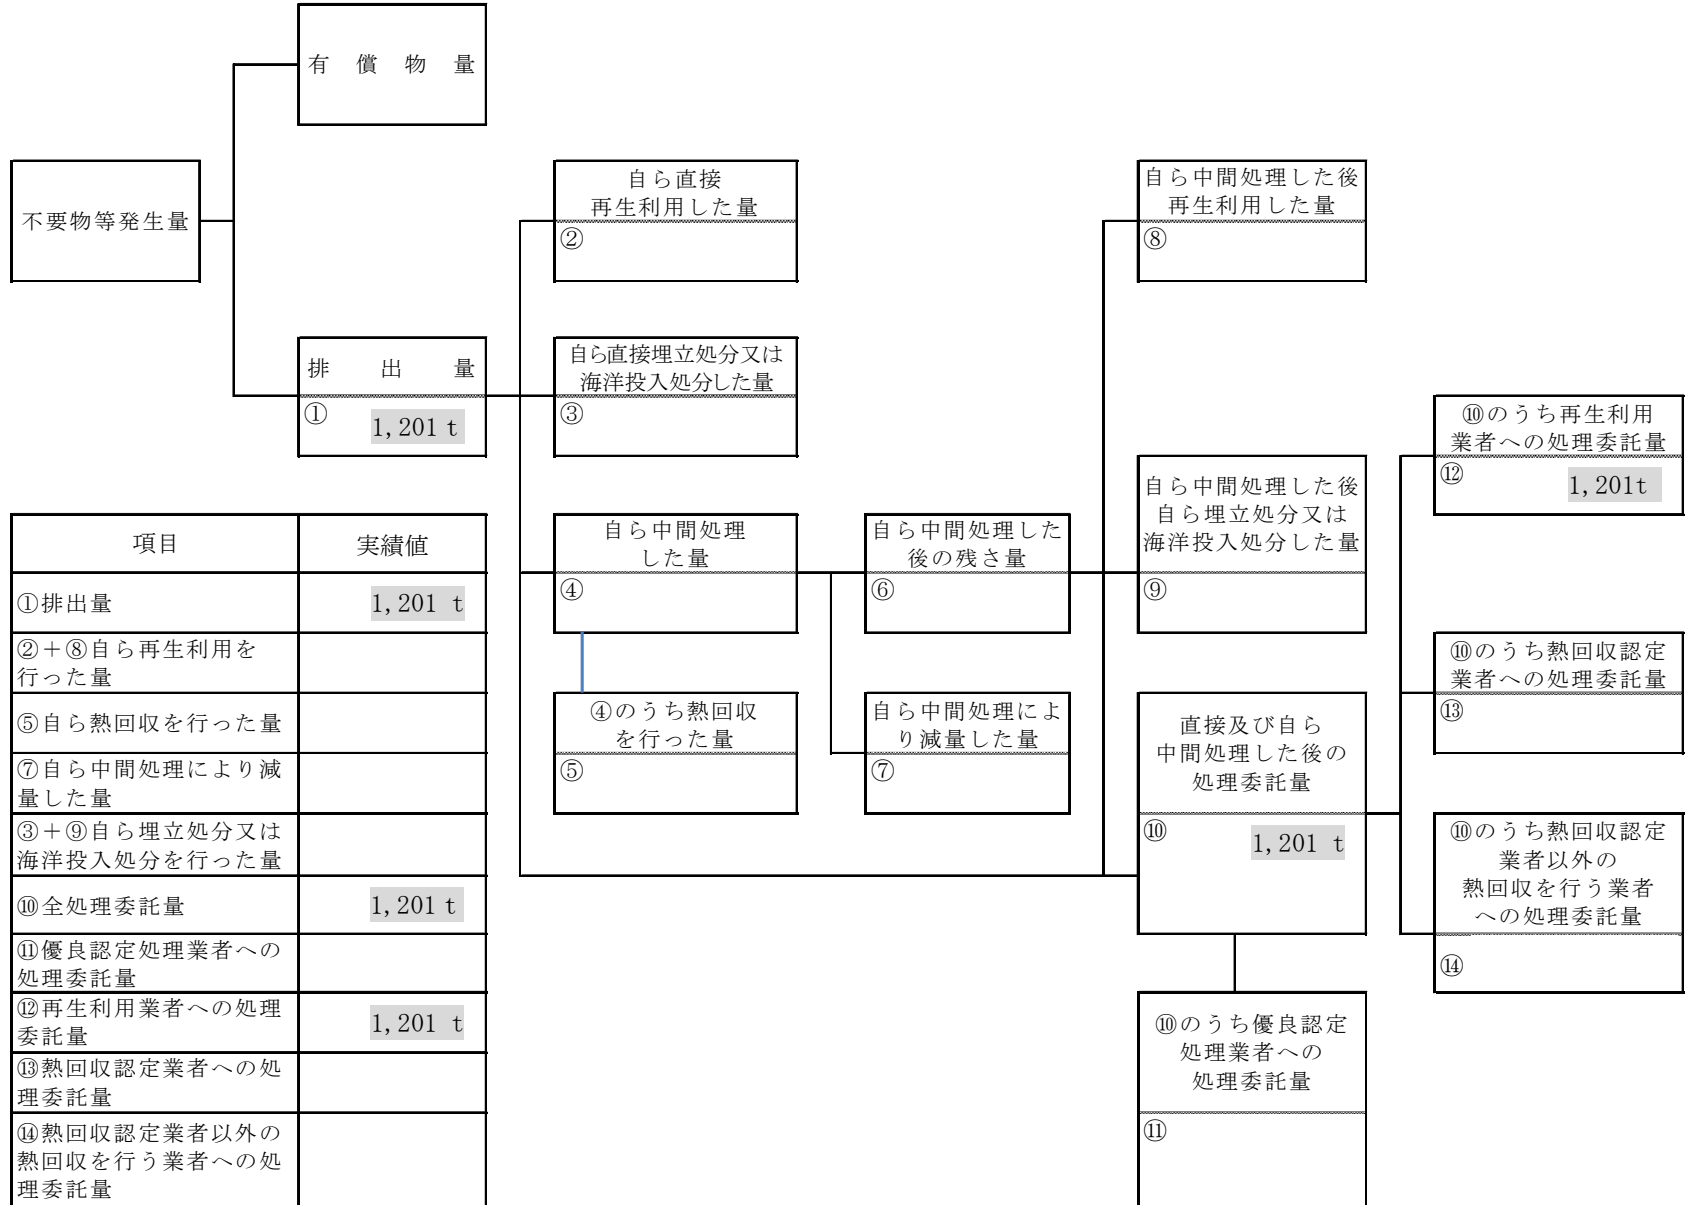 有償物量
不要物等発生量
排出量
① 1,201 t
自ら直接
再生利用した量
②
自ら直接埋立処分又は
海洋投入処分した量
③
自ら中間処理
した量
④
④のうち熱回収
を行った量
⑤
自ら中間処理した
後の残さ量
⑥
自ら中間処理によ
り減量した量
⑦
自ら中間処理した後
再生利用した量
⑧
自ら中間処理した後
自ら埋立処分又は
海洋投入処分した量
⑨
直接及び自ら
中間処理した後の
処理委託量
⑩ 1,201 t
⑩のうち優良認定
処理業者への
処理委託量
⑪
⑩のうち再生利用
業者への処理委託量
⑫ 1,201t
⑩のうち熱回収認定
業者への処理委託量
⑬
⑩のうち熱回収認定
業者以外の
熱回収を行う業者
への処理委託量
⑭
項目 実績値
①排出量 1,201 t
②＋⑧自ら再生利用を
行った量
⑤自ら熱回収を行った量
⑦自ら中間処理により減
量した量
③＋⑨自ら埋立処分又は
海洋投入処分を行った量
⑩全処理委託量 1,201 t
⑪優良認定処理業者への
処理委託量
⑫再生利用業者への処理
委託量 1,201 t
⑬熱回収認定業者への処
理委託量
⑭熱回収認定業者以外の
熱回収を行う業者への処
理委託量